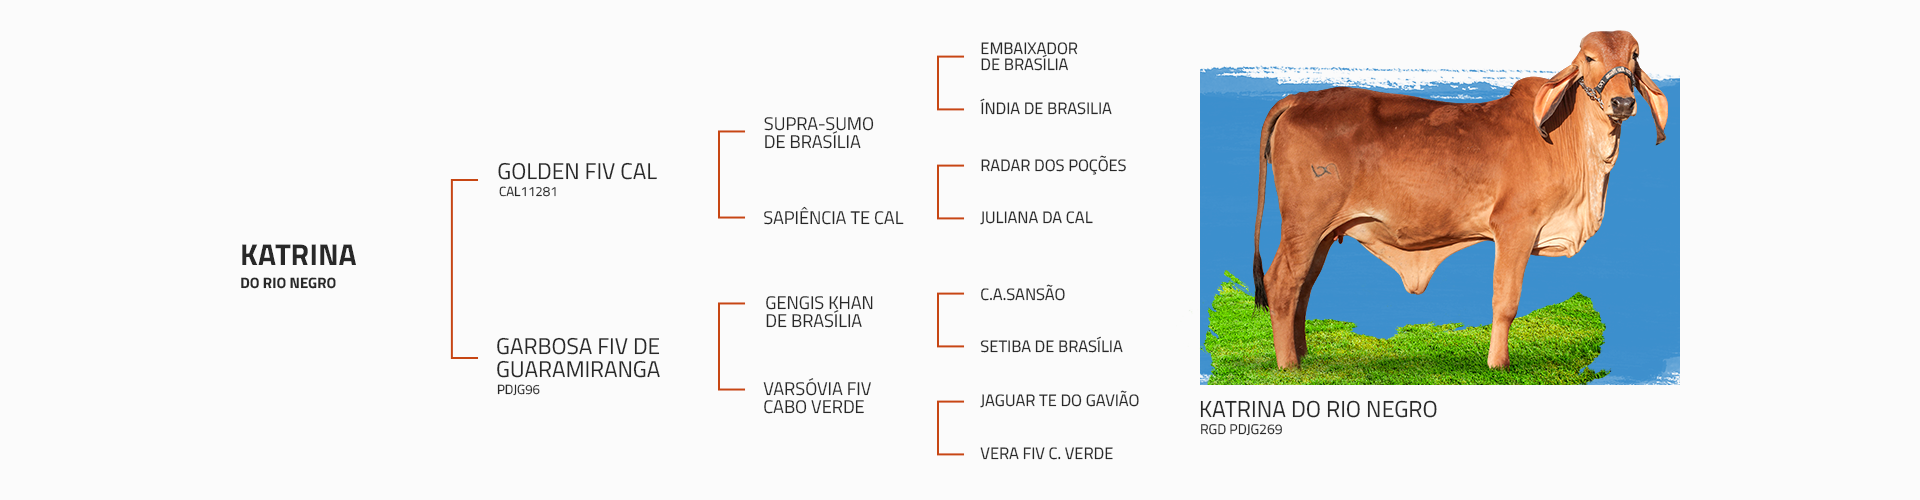 KATRINA
DO RIO NEGRO
GOLDEN FIV CAL
CAL11281
GARBOSA FIV DE
GUARAMIRANGA
PDJG96
SUPRA-SUMO
DE BRASÍLIA
SAPIÊNCIA TE CAL
GENGIS KHAN
DE BRASÍLIA
VARSÓVIA FIV
CABO VERDE
EMBAIXADOR
DE BRASÍLIA
ÍNDIA DE BRASILIA
RADAR DOS POÇÕES
JULIANA DA CAL
C.A.SANSÃO
SETIBA DE BRASÍLIA
JAGUAR TE DO GAVIÃO
VERA FIV C. VERDE
KATRINA DO RIO NEGRO
RGD PDJG269